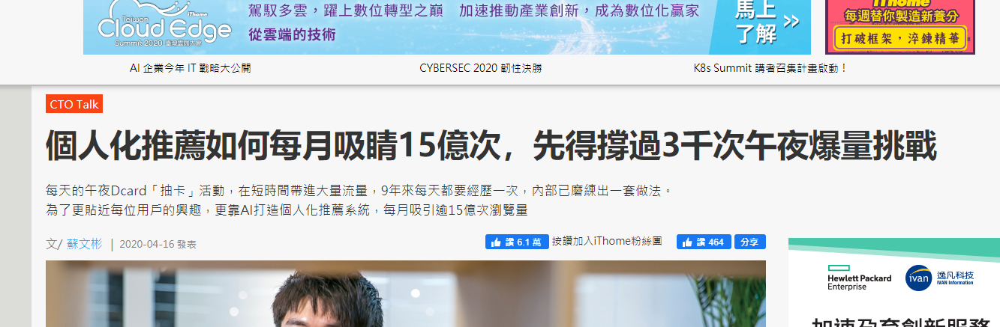 iThome
Taiwan
Cloud Edge
Summit 2020 臺灣雲端大會
駕馭多雲，躍上數位轉型之巔 加速推動產業創新，成為數位化贏家
從雲端的技術
馬上
了解 >>
iThome
每週替你製造新養分
打破框架，淬鍊精華
AI 企業今年 IT 戰略大公開
CYBERSEC 2020 韌性決勝
K8s Summit 講者召集計畫啟動！
CTO Talk
個人化推薦如何每月吸睛15億次，先得撐過3千次午夜爆量挑戰
每天的午夜Dcard「抽卡」活動，在短時間帶進大量流量，9年來每天都要經歷一次，內部已磨練出一套做法。
為了更貼近每位用戶的興趣，更靠AI打造個人化推薦系統，每月吸引逾15億次瀏覽量
文/ 蘇文彬 | 2020-04-16 發表
讚 6.1 萬 按讚加入iThome粉絲團 讚 464 分享
Hewlett Packard
Enterprise
ivan 逸凡科技
IVAN Information
加速孕育創新服務